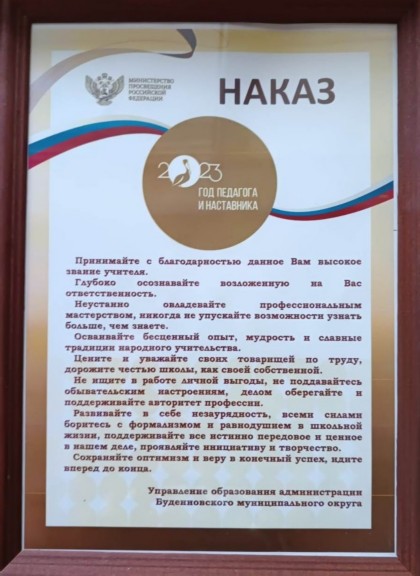 МИНИСТЕРСТВО
ПРОСВЕЩЕНИЯ
РОССИЙСКОЙ
ФЕДЕРАЦИИ
НАКАЗ
2023
ГОД ПЕДАГОГА
И НАСТАВНИКА
Принимайте с благодарностью данное Вам высокое
звание учителя.
Глубоко осознавайте возложенную на Вас
ответственность.
Неустанно овладевайте профессиональным
мастерством, никогда не упускайте возможности узнать
больше, чем знаете.
Осваивайте бесценный опыт, мудрость и славные
традиции народного учительства.
Цените и уважайте своих товарищей по труду,
дорожите честью школы, как своей собственной.
Не ищите в работе личной выгоды, не поддавайтесь
обывательским настроениям, делом оберегайте и
поддерживайте авторитет профессии.
Развивайте в себе незаурядность, всеми силами
боритесь с формализмом и равнодушием в школьной
жизни, поддерживайте все истинно передовое и ценное
в нашем деле, проявляйте инициативу и творчество.
Сохраняйте оптимизм и веру в конечный успех, идите
вперед до конца.
Управление образования администрации
Буденновского муниципального округа